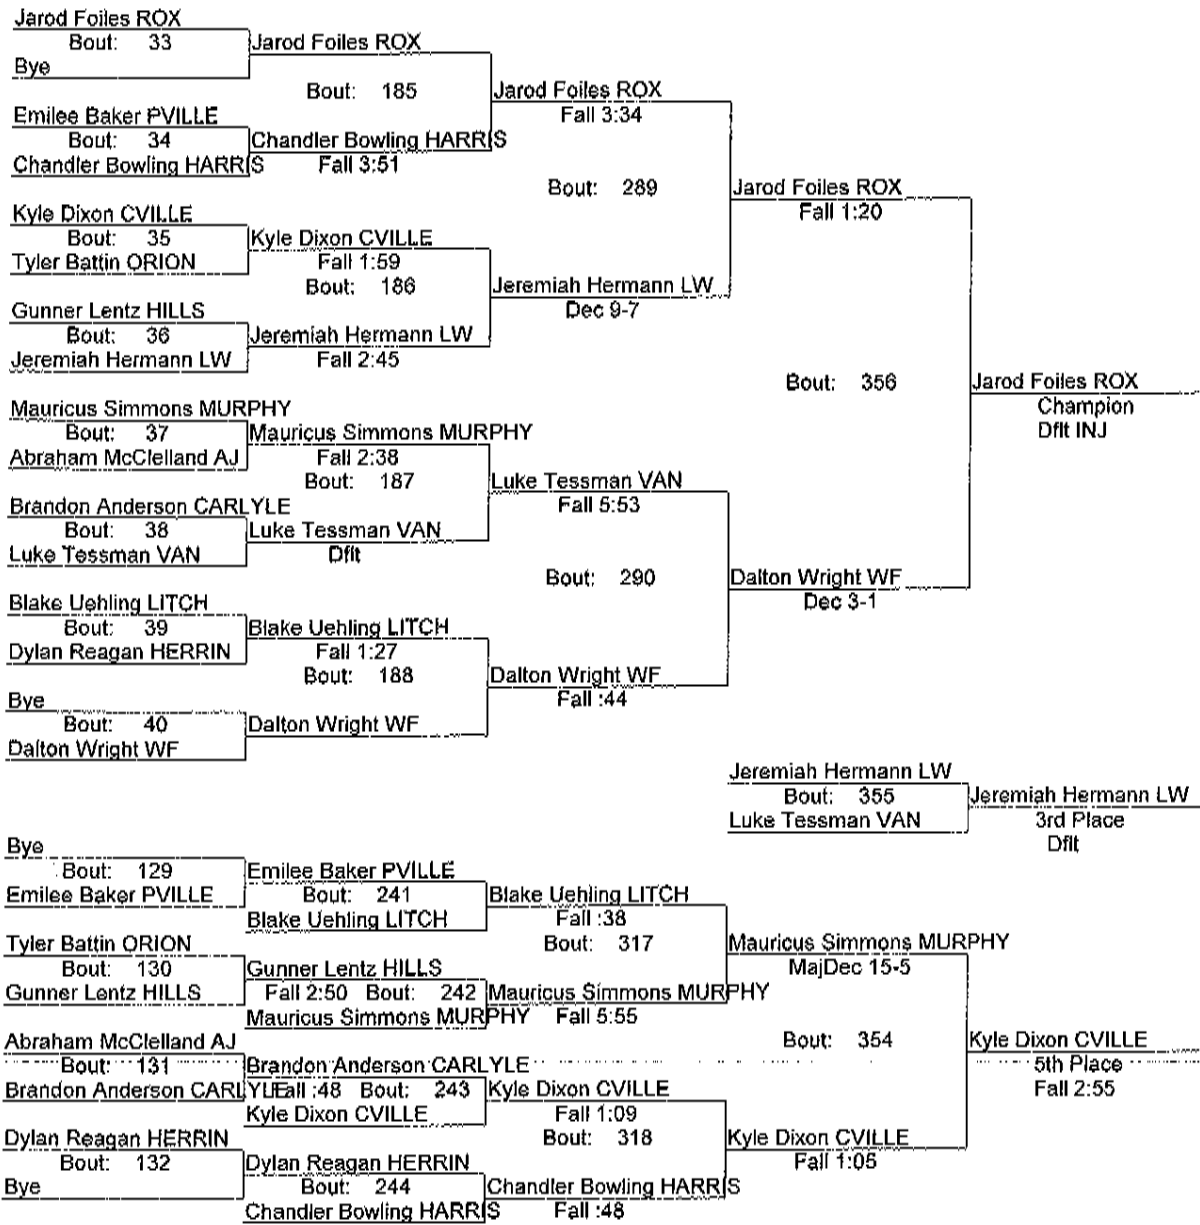 Jarod Foiles ROX
Bout: 33
Bye
Jarod Foiles ROX
Bout: 185
Emilee Baker PVILLE
Bout: 34
Chandler Bowling HARRIS
Chandler Bowling HARRIS
Fall 3:51
Jarod Foiles ROX
Fall 3:34
Bout: 289
Kyle Dixon CVILLE
Bout: 35
Tyler Battin ORION
Kyle Dixon CVILLE
Fall 1:59
Bout: 186
Gunner Lentz HILLS
Bout: 36
Jeremiah Hermann LW
Jeremiah Hermann LW
Fall 2:45
Jeremiah Hermann LW
Dec 9-7
Jarod Foiles ROX
Fall 1:20
Bout: 356
Jarod Foiles ROX
Champion
Dflt INJ
Mauricus Simmons MURPHY
Bout: 37
Abraham McClelland AJ
Mauricus Simmons MURPHY
Fall 2:38
Bout: 187
Brandon Anderson CARLYLE
Bout: 38
Luke Tessman VAN
Luke Tessman VAN
Dflt
Luke Tessman VAN
Fall 5:53
Bout: 290
Blake Uehling LITCH
Bout: 39
Dylan Reagan HERRIN
Blake Uehling LITCH
Fall 1:27
Bout: 188
Bye
Bout: 40
Dalton Wright WF
Dalton Wright WF
Dalton Wright WF
Fall :44
Dalton Wright WF
Dec 3-1
Jeremiah Hermann LW
Bout: 355
Luke Tessman VAN
Jeremiah Hermann LW
3rd Place
Dflt
Bye
Bout: 129
Emilee Baker PVILLE
Emilee Baker PVILLE
Bout: 241
Blake Uehling LITCH
Blake Uehling LITCH
Fall :38
Bout: 317
Tyler Battin ORION
Bout: 130
Gunner Lentz HILLS
Gunner Lentz HILLS
Fall 2:50 Bout: 242
Mauricus Simmons MURPHY
Mauricus Simmons MURPHY
Fall 5:55
Mauricus Simmons MURPHY
MajDec 15-5
Bout: 354
Abraham McClelland AJ
Bout: 131
Brandon Anderson CARLYLE
Brandon Anderson CARLYLE
Fall :48 Bout: 243
Kyle Dixon CVILLE
Kyle Dixon CVILLE
Fall 1:09
Bout: 318
Dylan Reagan HERRIN
Bout: 132
Bye
Dylan Reagan HERRIN
Bout: 244
Chandler Bowling HARRIS
Chandler Bowling HARRIS
Fall :48
Kyle Dixon CVILLE
Fall 1:05
Kyle Dixon CVILLE
5th Place
Fall 2:55